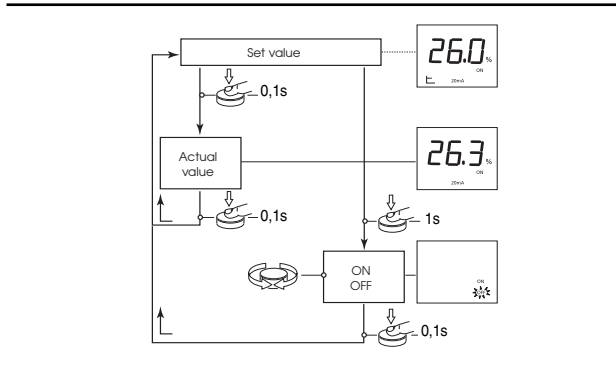 Set value
26.0 %
ON
20mA
0,1s
Actual
value
26.3 %
ON
20mA
0,1s
1s
ON
OFF
ON
0,1s